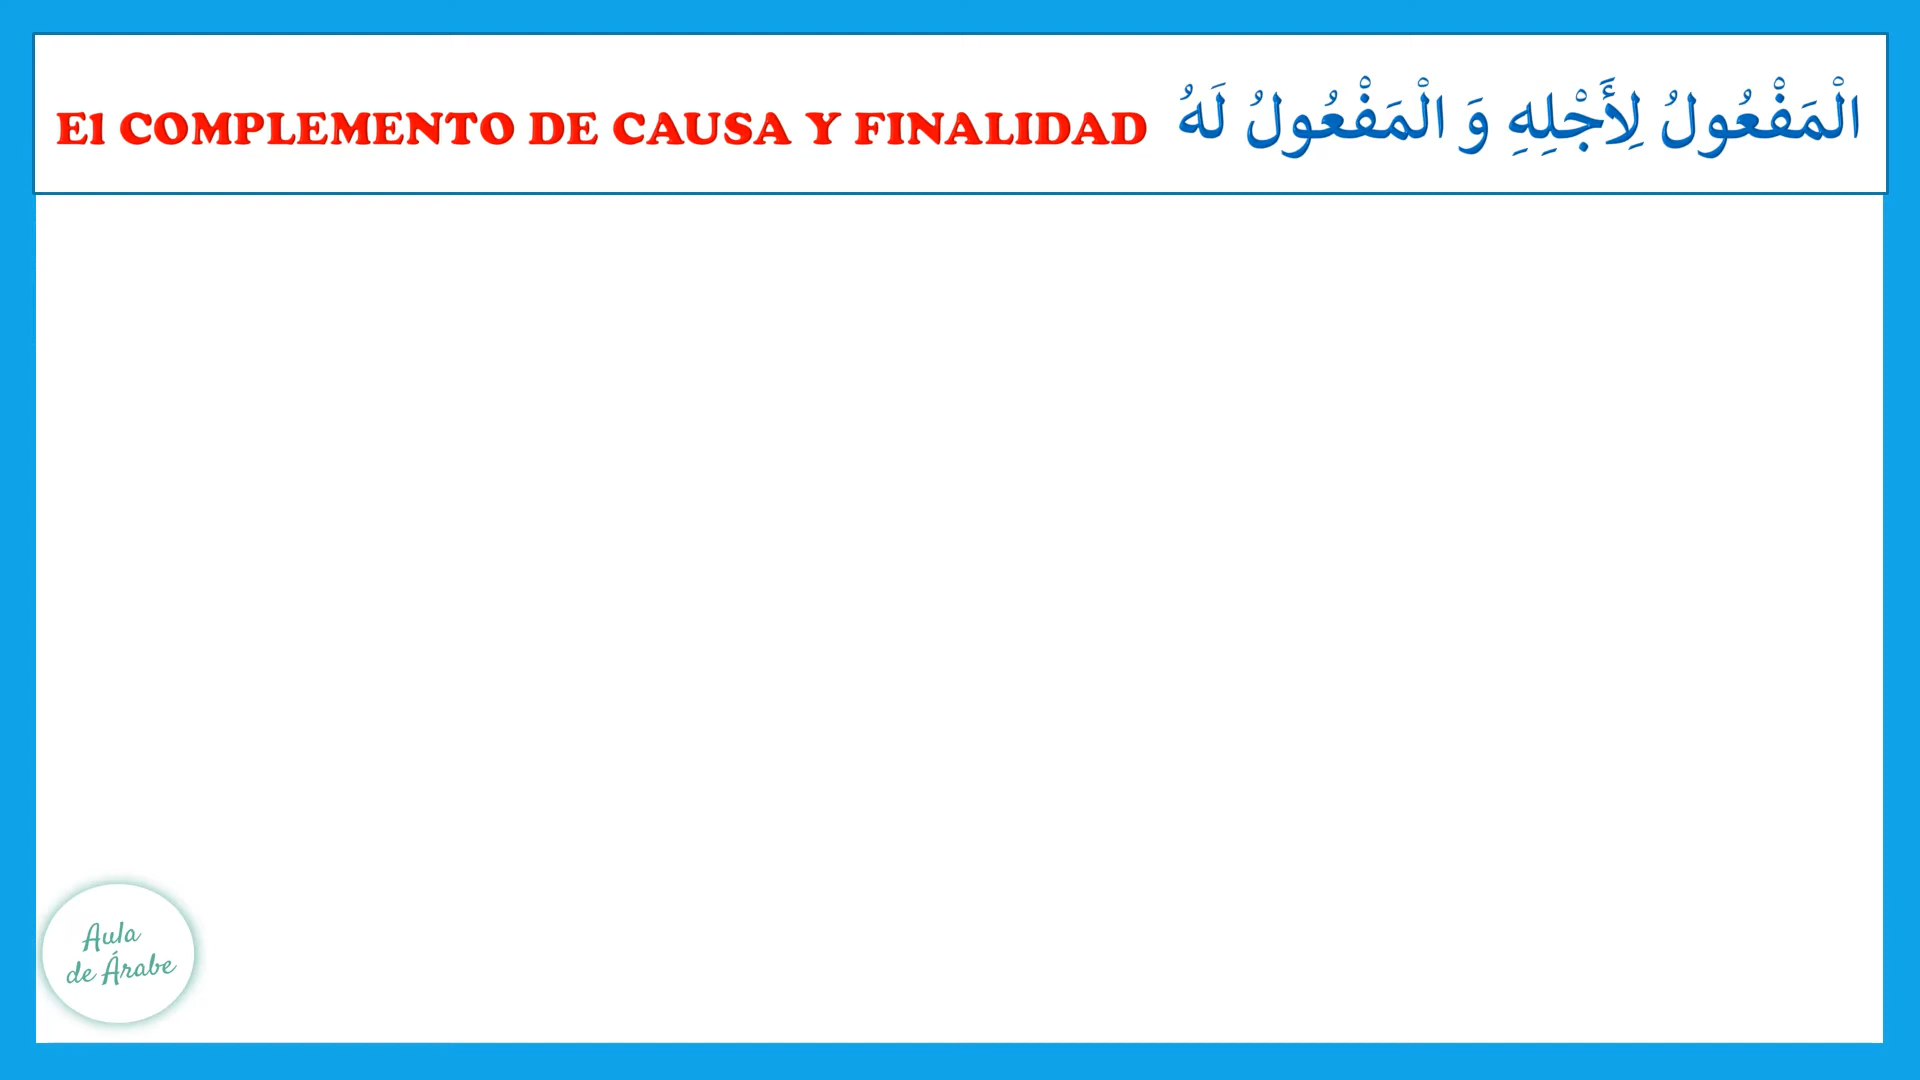 El COMPLEMENTO DE CAUSA Y FINALIDAD الْمَفْعُولُ لِأَجْلِهِ وَ الْمَفْعُولُ لَهُ
Aula
de Árabe